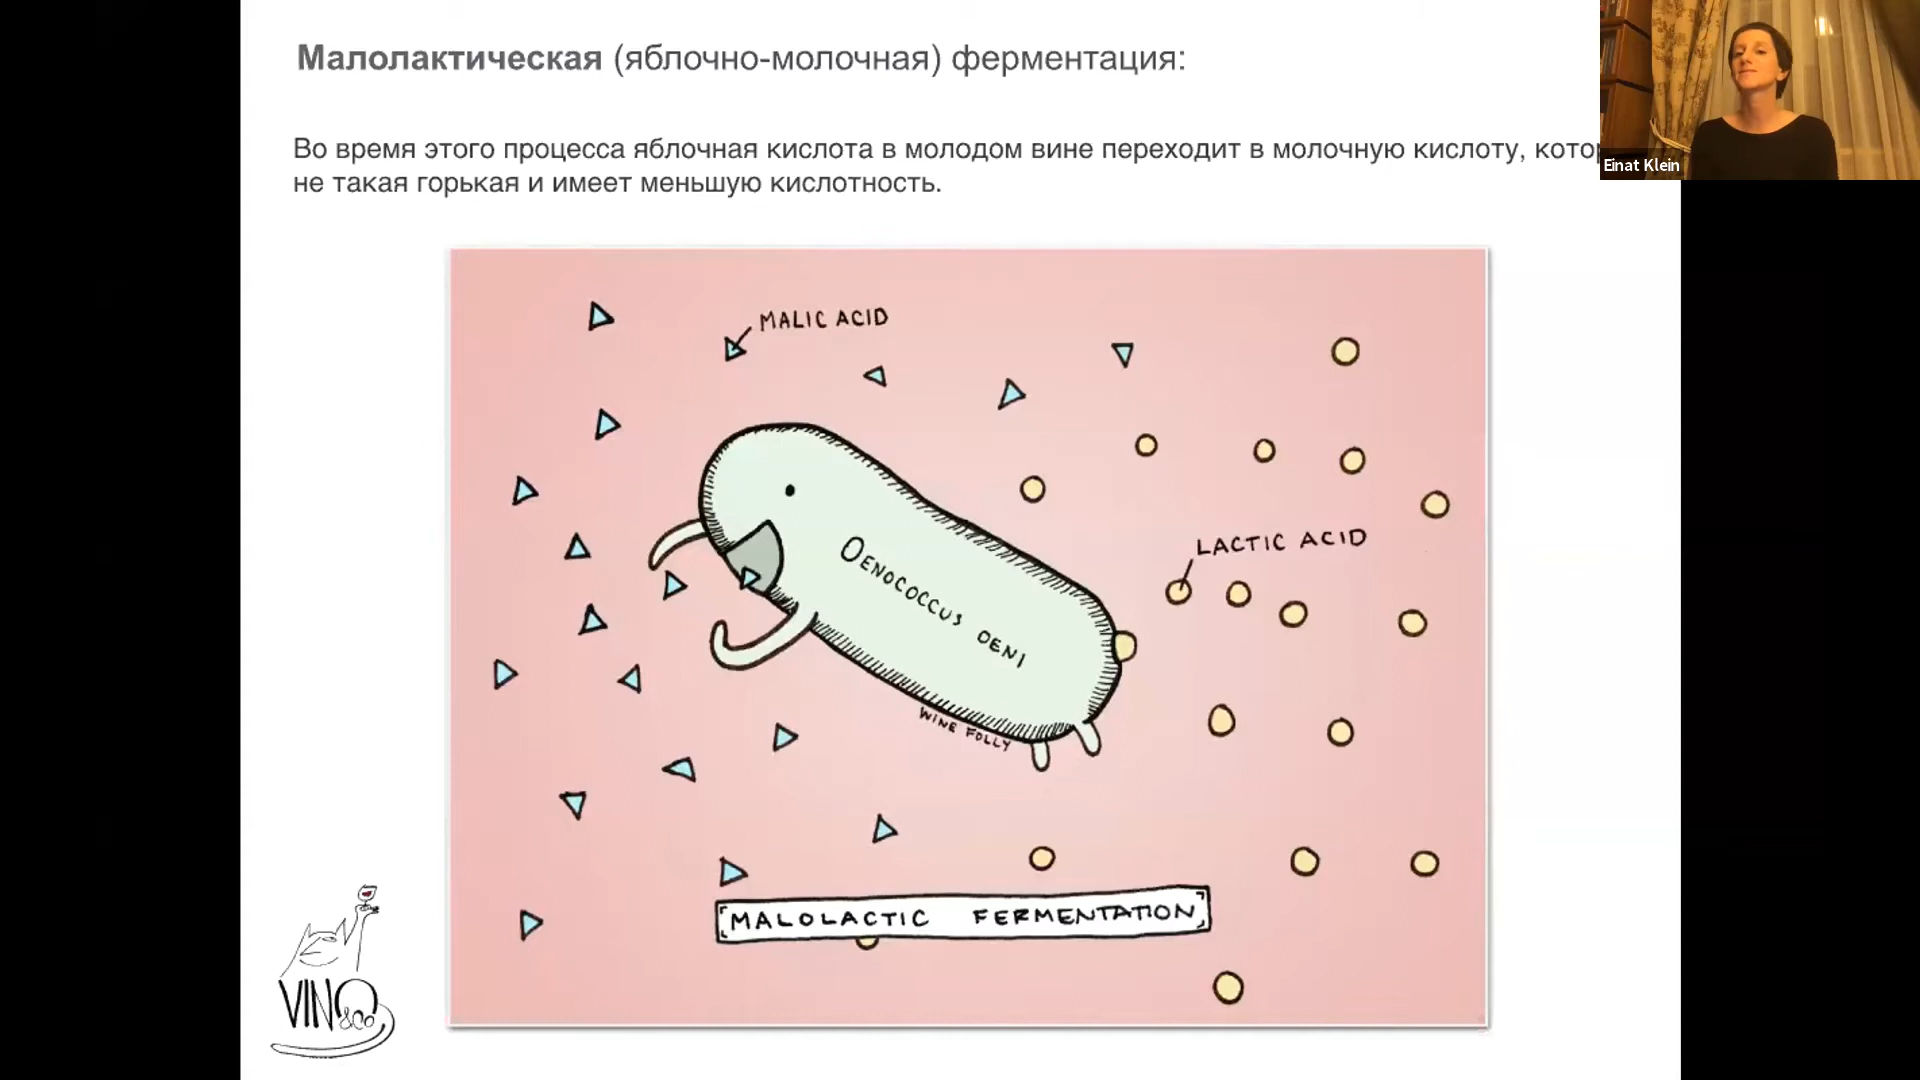 Малолактическая (яблочно-молочная) ферментация:
Во время этого процесса яблочная кислота в молодом вине переходит в молочную кислоту,
не такая горькая и имеет меньшую кислотность.
Einat Klein
MALIC ACID
LACTIC ACID
OENOCOCCUS OENI
WINE FOLLY
MALOLACTIC FERMENTATION
VINO
&CO